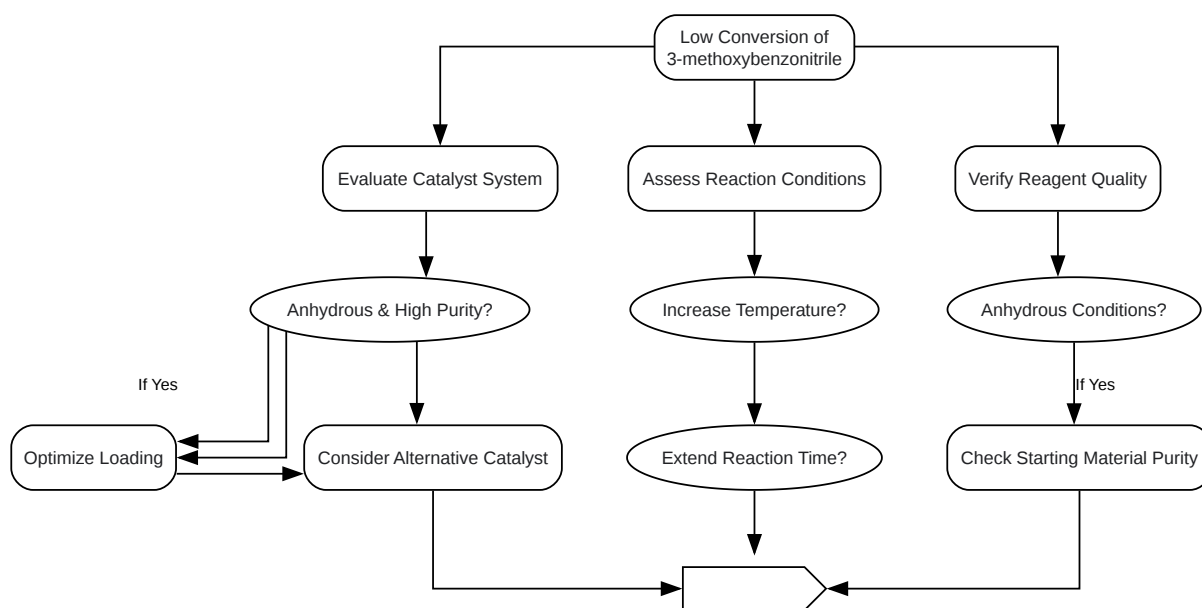 Low Conversion of
3-methoxybenzonitrile
Evaluate Catalyst System
Assess Reaction Conditions
Verify Reagent Quality
Anhydrous & High Purity?
Increase Temperature?
Anhydrous Conditions?
If Yes
If Yes
Optimize Loading
Consider Alternative Catalyst
Extend Reaction Time?
Check Starting Material Purity